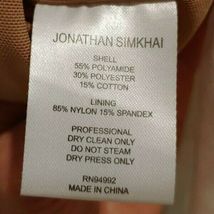 JONATHAN SIMKHAI
SHELL
55% POLYAMIDE
30% POLYESTER
15% COTTON
LINING
85% NYLON 15% SPANDEX
PROFESSIONAL
DRY CLEAN ONLY
DO NOT STEAM
DRY PRESS ONLY
RN94992
MADE IN CHINA